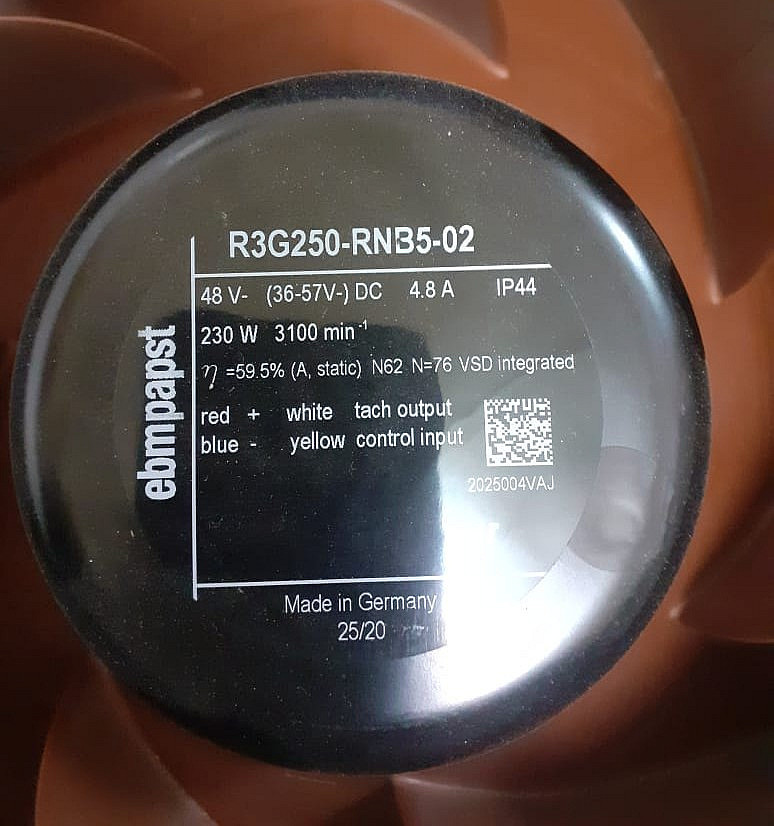 R3G250-RNB5-02
48 V- (36-57V-) DC 4.8 A IP44
230 W 3100 min⁻¹
η =59.5% (A, static) N62 N=76 VSD integrated
red + white tach output
blue - yellow control input
2025004VAJ
ebmpapst
Made in Germany
25/20